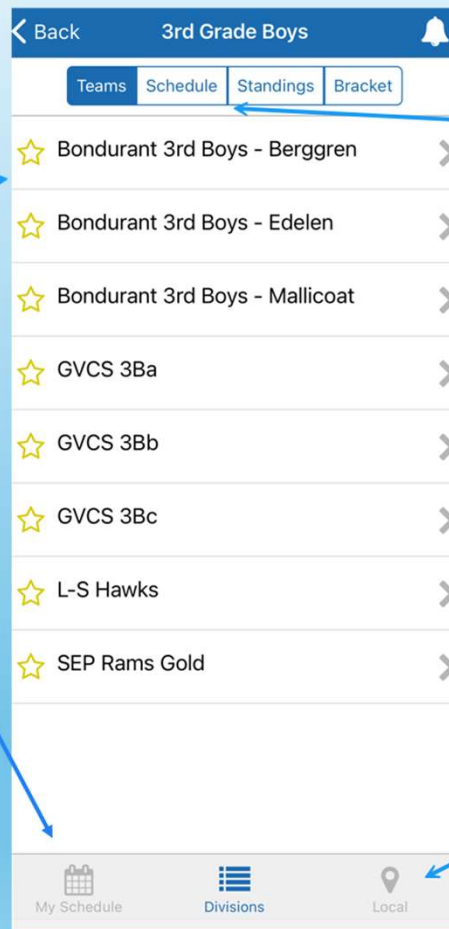 Back 3rd Grade Boys
Teams Schedule Standings Bracket
Bondurant 3rd Boys - Berggren
Bondurant 3rd Boys - Edelen
Bondurant 3rd Boys - Mallicoat
GVCS 3Ba
GVCS 3Bb
GVCS 3Bc
L-S Hawks
SEP Rams Gold
My Schedule Divisions Local